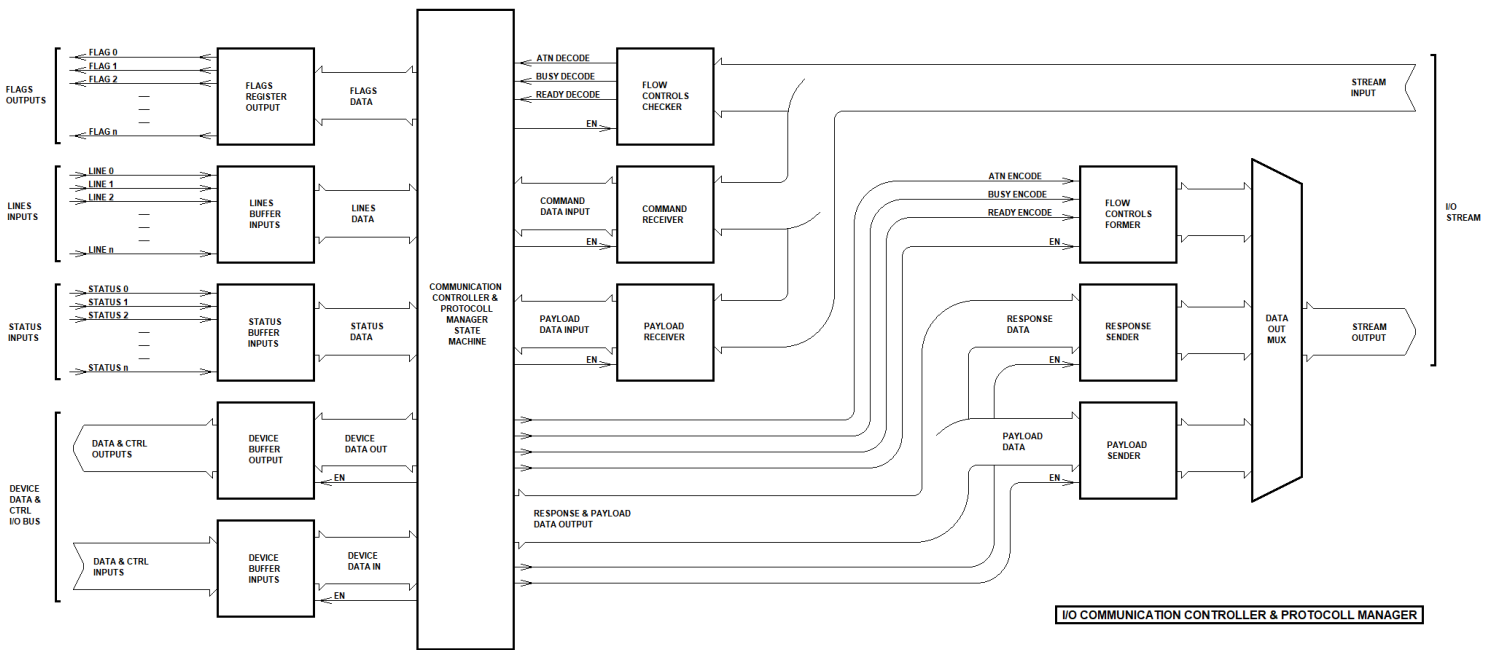 FLAGS
OUTPUTS
FLAG 0
FLAG 1
FLAG 2
FLAG n
FLAGS
REGISTER
OUTPUT
FLAGS
DATA
LINES
INPUTS
LINE 0
LINE 1
LINE 2
LINE n
LINES
BUFFER
INPUTS
LINES
DATA
STATUS
INPUTS
STATUS 0
STATUS 1
STATUS 2
STATUS n
STATUS
BUFFER
INPUTS
STATUS
DATA
DEVICE
DATA &
CTRL
I/O BUS
DATA & CTRL
OUTPUTS
DEVICE
BUFFER
OUTPUT
DEVICE
DATA OUT
EN
DATA & CTRL
INPUTS
DEVICE
BUFFER
INPUTS
DEVICE
DATA IN
EN
COMMUNICATION
CONTROLLER &
PROTOCOLL
MANAGER
STATE
MACHINE
ATN DECODE
BUSY DECODE
READY DECODE
EN
FLOW
CONTROLS
CHECKER
COMMAND
DATA INPUT
EN
COMMAND
RECEIVER
PAYLOAD
DATA INPUT
EN
PAYLOAD
RECEIVER
RESPONSE & PAYLOAD
DATA OUTPUT
ATN ENCODE
BUSY ENCODE
READY ENCODE
EN
FLOW
CONTROLS
FORMER
RESPONSE
DATA
EN
RESPONSE
SENDER
PAYLOAD
DATA
EN
PAYLOAD
SENDER
DATA
OUT
MUX
STREAM
INPUT
STREAM
OUTPUT
I/O
STREAM
I/O COMMUNICATION CONTROLLER & PROTOCOLL MANAGER